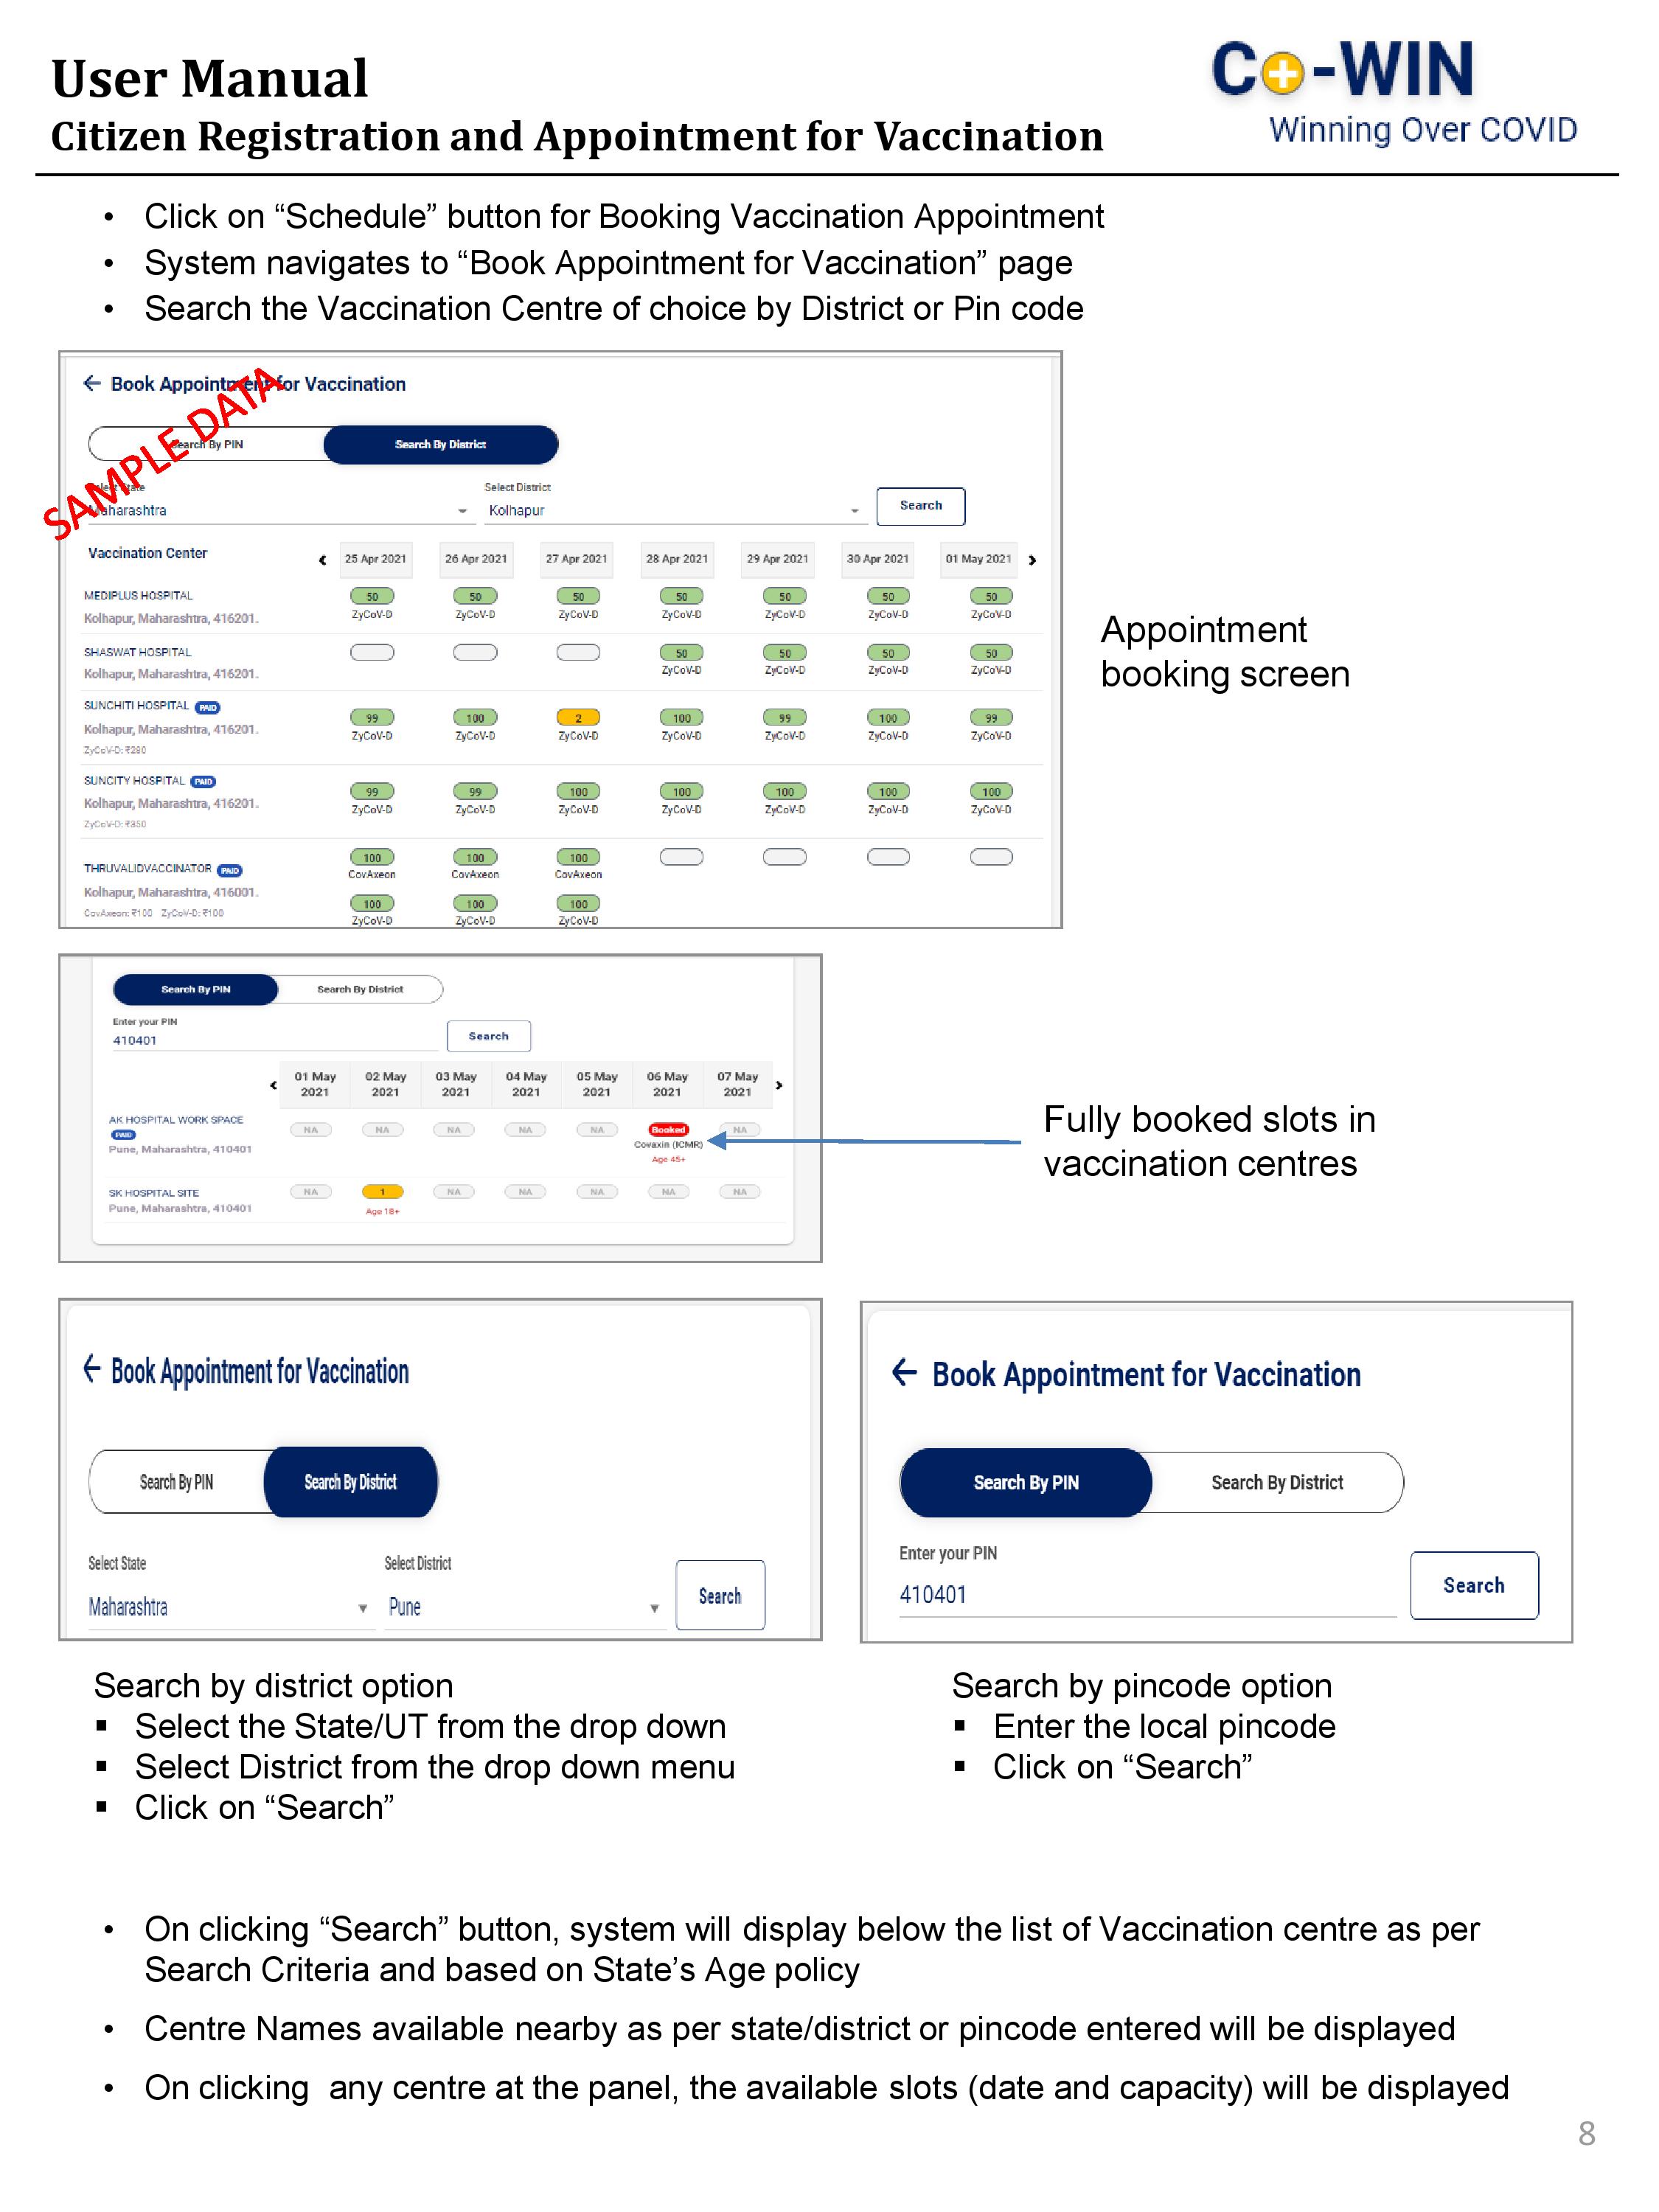 User Manual
Citizen Registration and Appointment for Vaccination
Co-WIN
Winning Over COVID
• Click on “Schedule” button for Booking Vaccination Appointment
• System navigates to “Book Appointment for Vaccination” page
• Search the Vaccination Centre of choice by District or Pin code
← Book Appointment for Vaccination
SAMPLE DATA
Search By PIN Search By District
Select State Select District
Maharashtra Kolhapur Search
Vaccination Center 25 Apr 2021 26 Apr 2021 27 Apr 2021 28 Apr 2021 29 Apr 2021 30 Apr 2021 01 May 2021
MEDIPLUS HOSPITAL 50 50 50 50 50 50 50
Kolhapur, Maharashtra, 416201. ZyCoV-D ZyCoV-D ZyCoV-D ZyCoV-D ZyCoV-D ZyCoV-D ZyCoV-D
SHASWAT HOSPITAL 50 50 50 50
Kolhapur, Maharashtra, 416201. ZyCoV-D ZyCoV-D ZyCoV-D ZyCoV-D
SUNCHITI HOSPITAL PAID
99 100 2 100 99 100 99
Kolhapur, Maharashtra, 416201. ZyCoV-D ZyCoV-D ZyCoV-D ZyCoV-D ZyCoV-D ZyCoV-D ZyCoV-D
ZyCoV-D: ₹280
SUNCITY HOSPITAL PAID
99 99 100 100 100 100 100
Kolhapur, Maharashtra, 416201. ZyCoV-D ZyCoV-D ZyCoV-D ZyCoV-D ZyCoV-D ZyCoV-D ZyCoV-D
ZyCoV-D: ₹350
100 100 100
THRUVALIDVACCINATOR PAID CovAxeon CovAxeon CovAxeon
Kolhapur, Maharashtra, 416001.
100 100 100
CovAxeon: ₹100 ZyCoV-D: ₹100
ZyCoV-D ZyCoV-D ZyCoV-D
Appointment
booking screen
Search By PIN Search By District
Enter your PIN
410401 Search
01 May 02 May 03 May 04 May 05 May 06 May 07 May
2021 2021 2021 2021 2021 2021 2021
AK HOSPITAL WORK SPACE
PAID NA NA NA NA NA Booked NA
Pune, Maharashtra, 410401 Covaxin (ICMR)
Age 45+
SK HOSPITAL SITE NA 1 NA NA NA NA NA
Pune, Maharashtra, 410401 Age 18+
Fully booked slots in
vaccination centres
← Book Appointment for Vaccination
Search By PIN Search By District
Select State Select District
Maharashtra Pune Search
← Book Appointment for Vaccination
Search By PIN Search By District
Enter your PIN
410401 Search
Search by district option
▪ Select the State/UT from the drop down
▪ Select District from the drop down menu
▪ Click on “Search”
Search by pincode option
▪ Enter the local pincode
▪ Click on “Search”
• On clicking “Search” button, system will display below the list of Vaccination centre as per
Search Criteria and based on State’s Age policy
• Centre Names available nearby as per state/district or pincode entered will be displayed
• On clicking any centre at the panel, the available slots (date and capacity) will be displayed
8